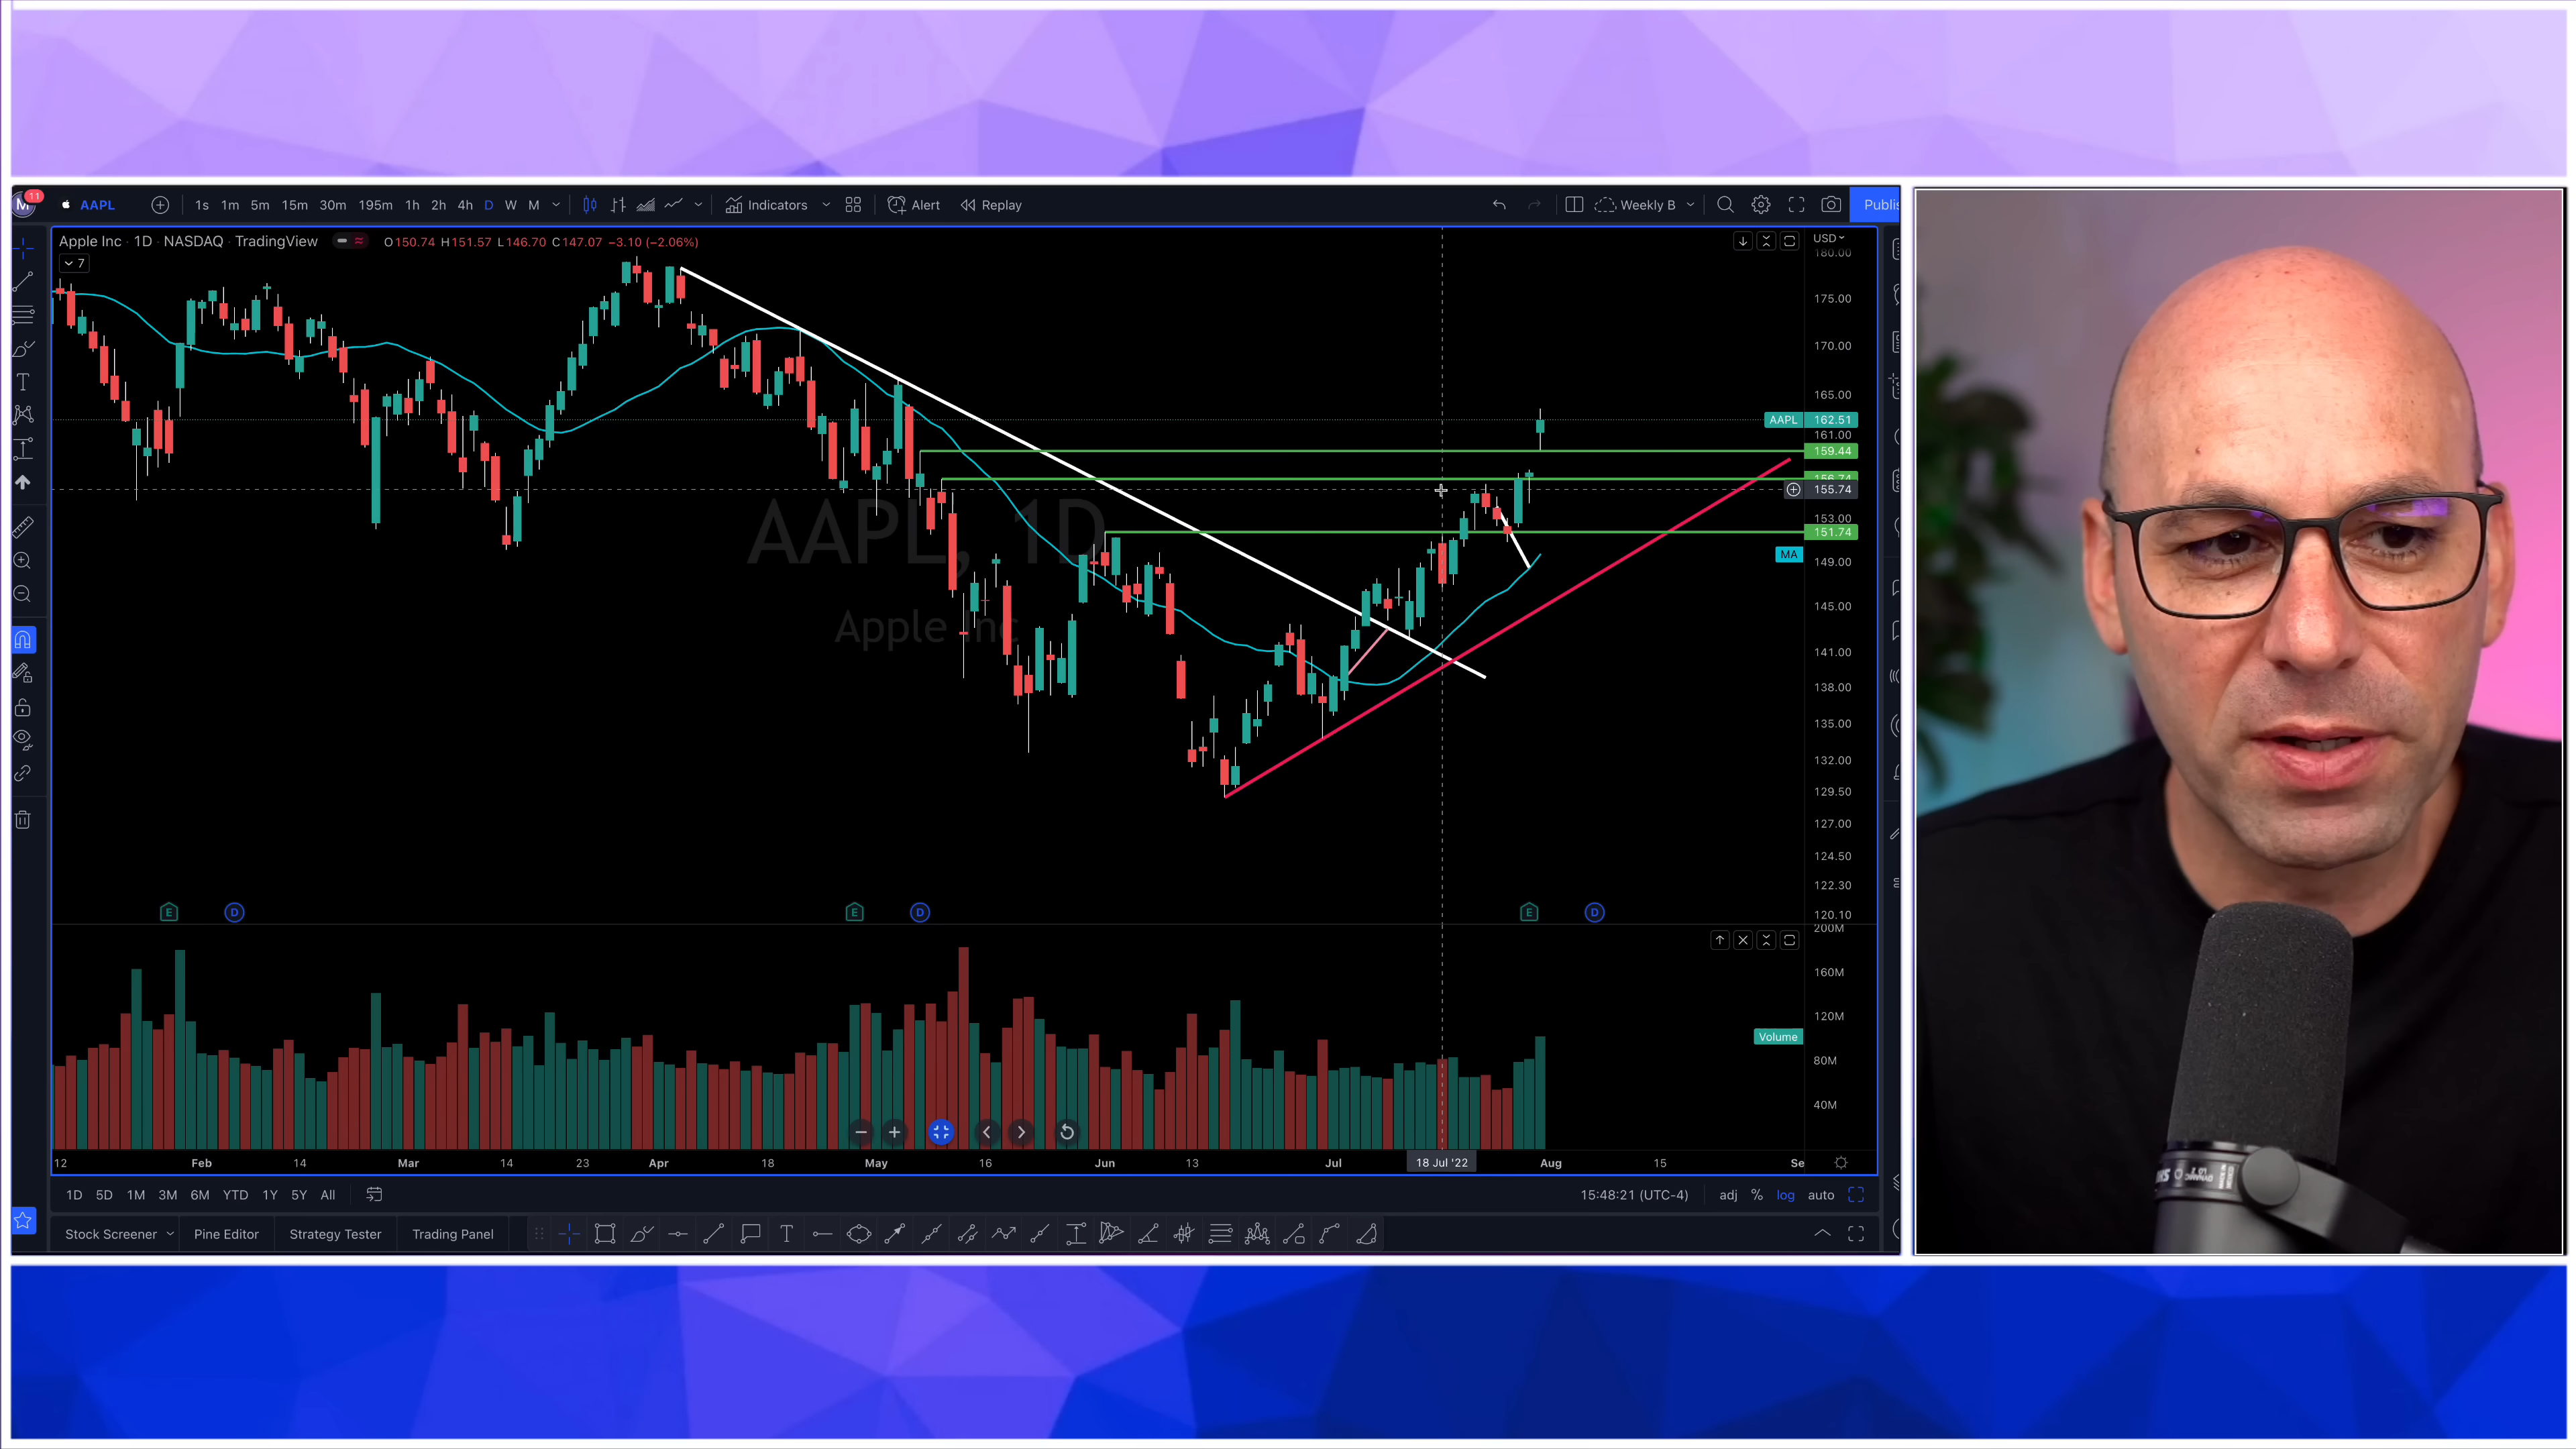 11
M AAPL 1s 1m 5m 15m 30m 195m 1h 2h 4h D W M Indicators Alert Replay Weekly B
Apple Inc · 1D · NASDAQ · TradingView O150.74 H151.57 L146.70 C147.07 −3.10 (−2.06%)
7
USD
180.00
175.00
170.00
165.00
AAPL 162.51
161.00
159.44
156.74
155.74
153.00
151.74
MA
149.00
145.00
141.00
138.00
135.00
132.00
129.50
127.00
124.50
122.30
120.10
AAPL, 1D
Apple Inc
E D E D E D
200M
160M
120M
Volume
80M
40M
12 Feb 14 Mar 14 23 Apr 18 May 16 Jun 13 Jul 18 Jul '22 Aug 15 Se
1D 5D 1M 3M 6M YTD 1Y 5Y All 15:48:21 (UTC-4) adj % log auto
Stock Screener Pine Editor Strategy Tester Trading Panel